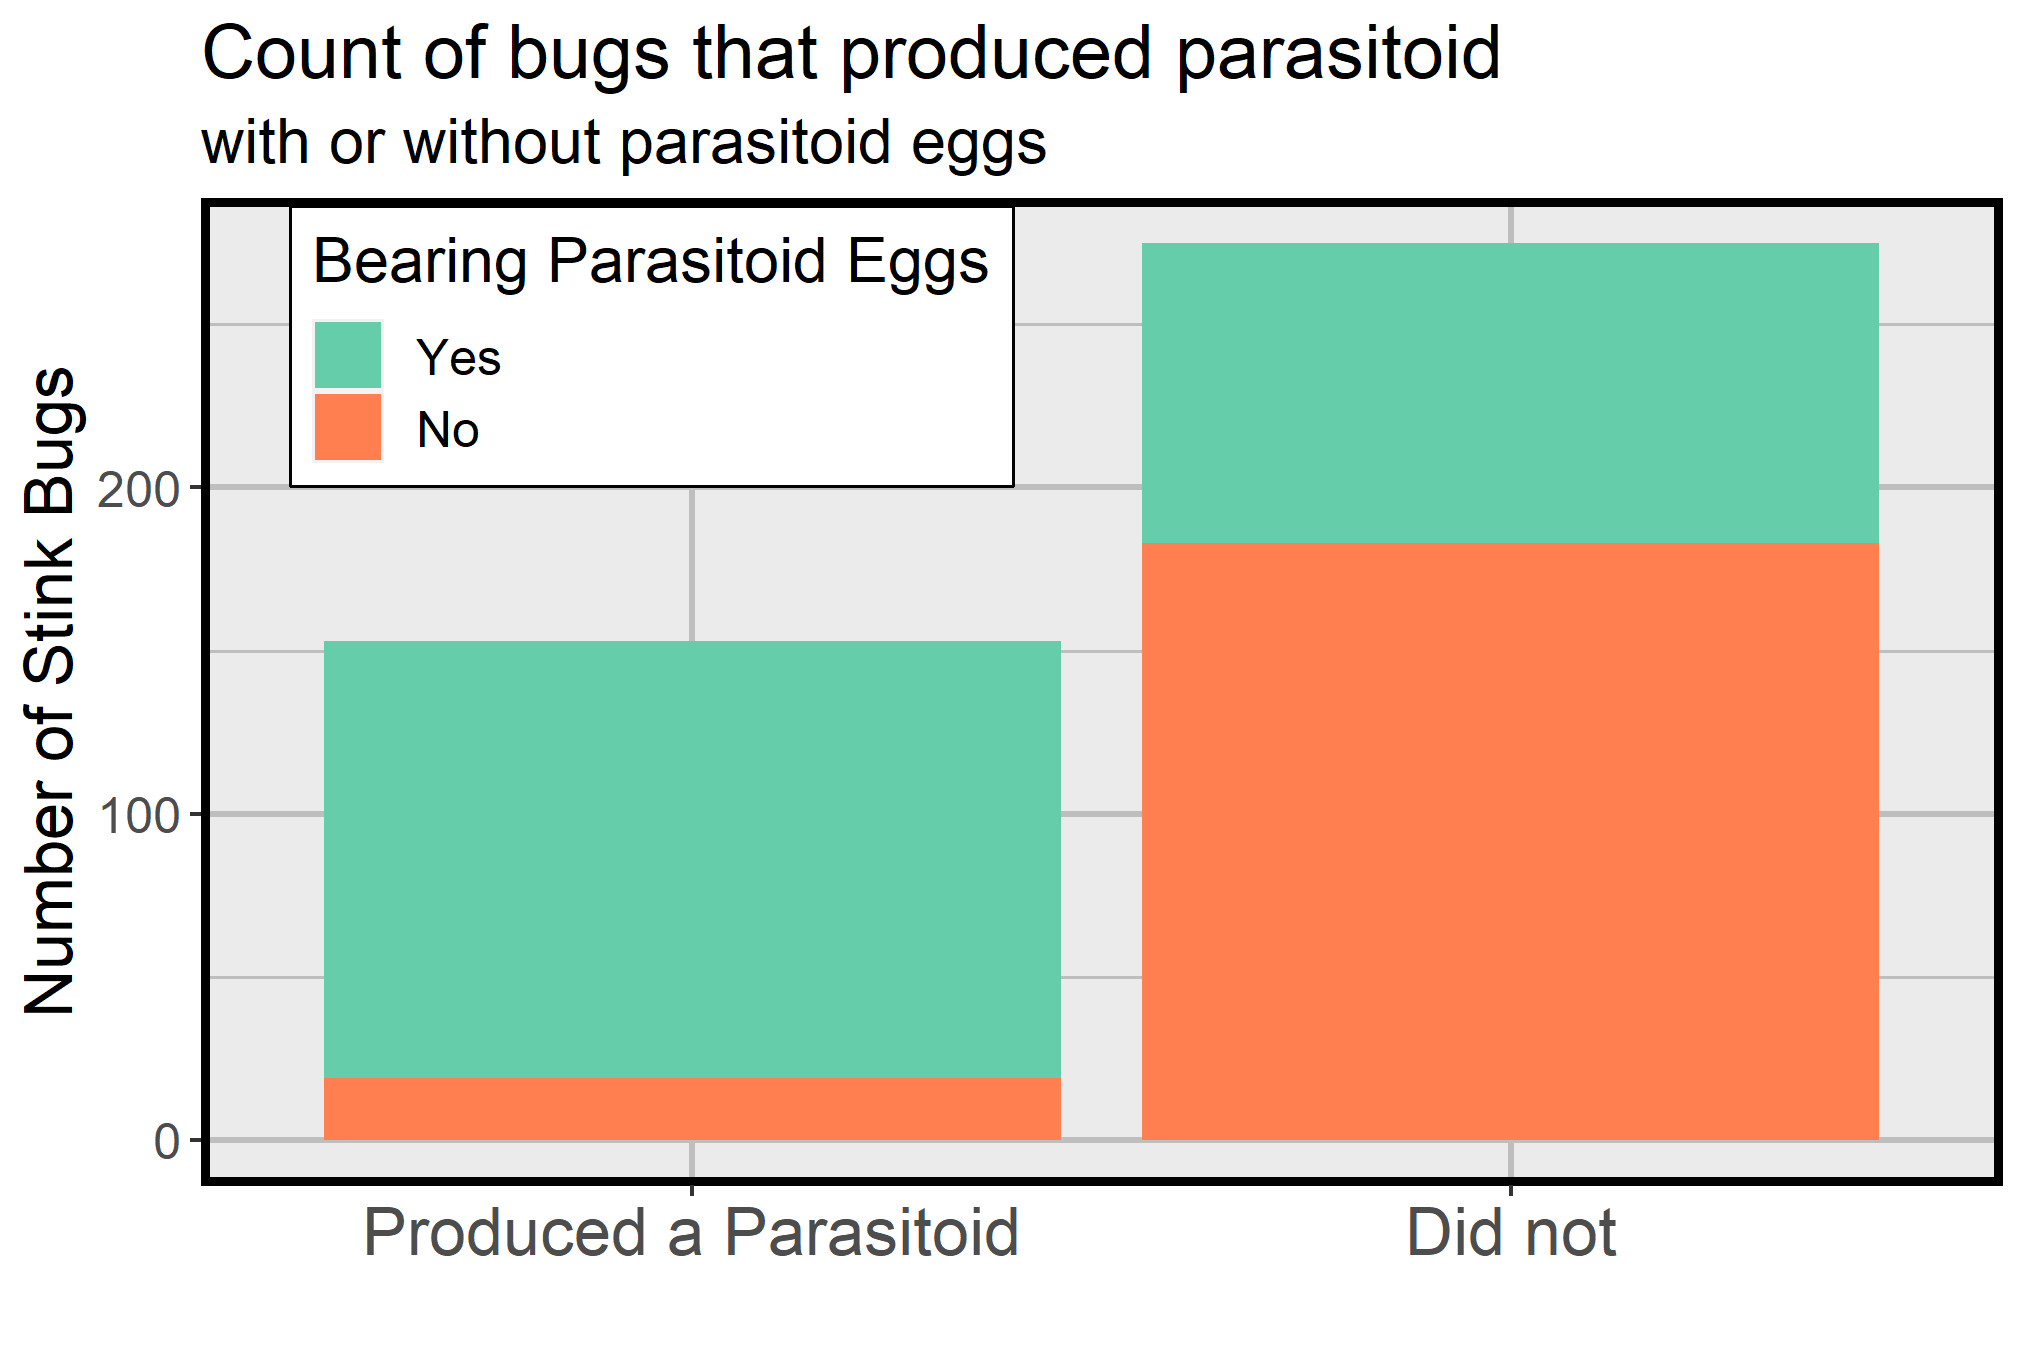 Count of bugs that produced parasitoid
with or without parasitoid eggs
Bearing Parasitoid Eggs
Yes
No
Number of Stink Bugs
200
100
0
Produced a Parasitoid
Did not